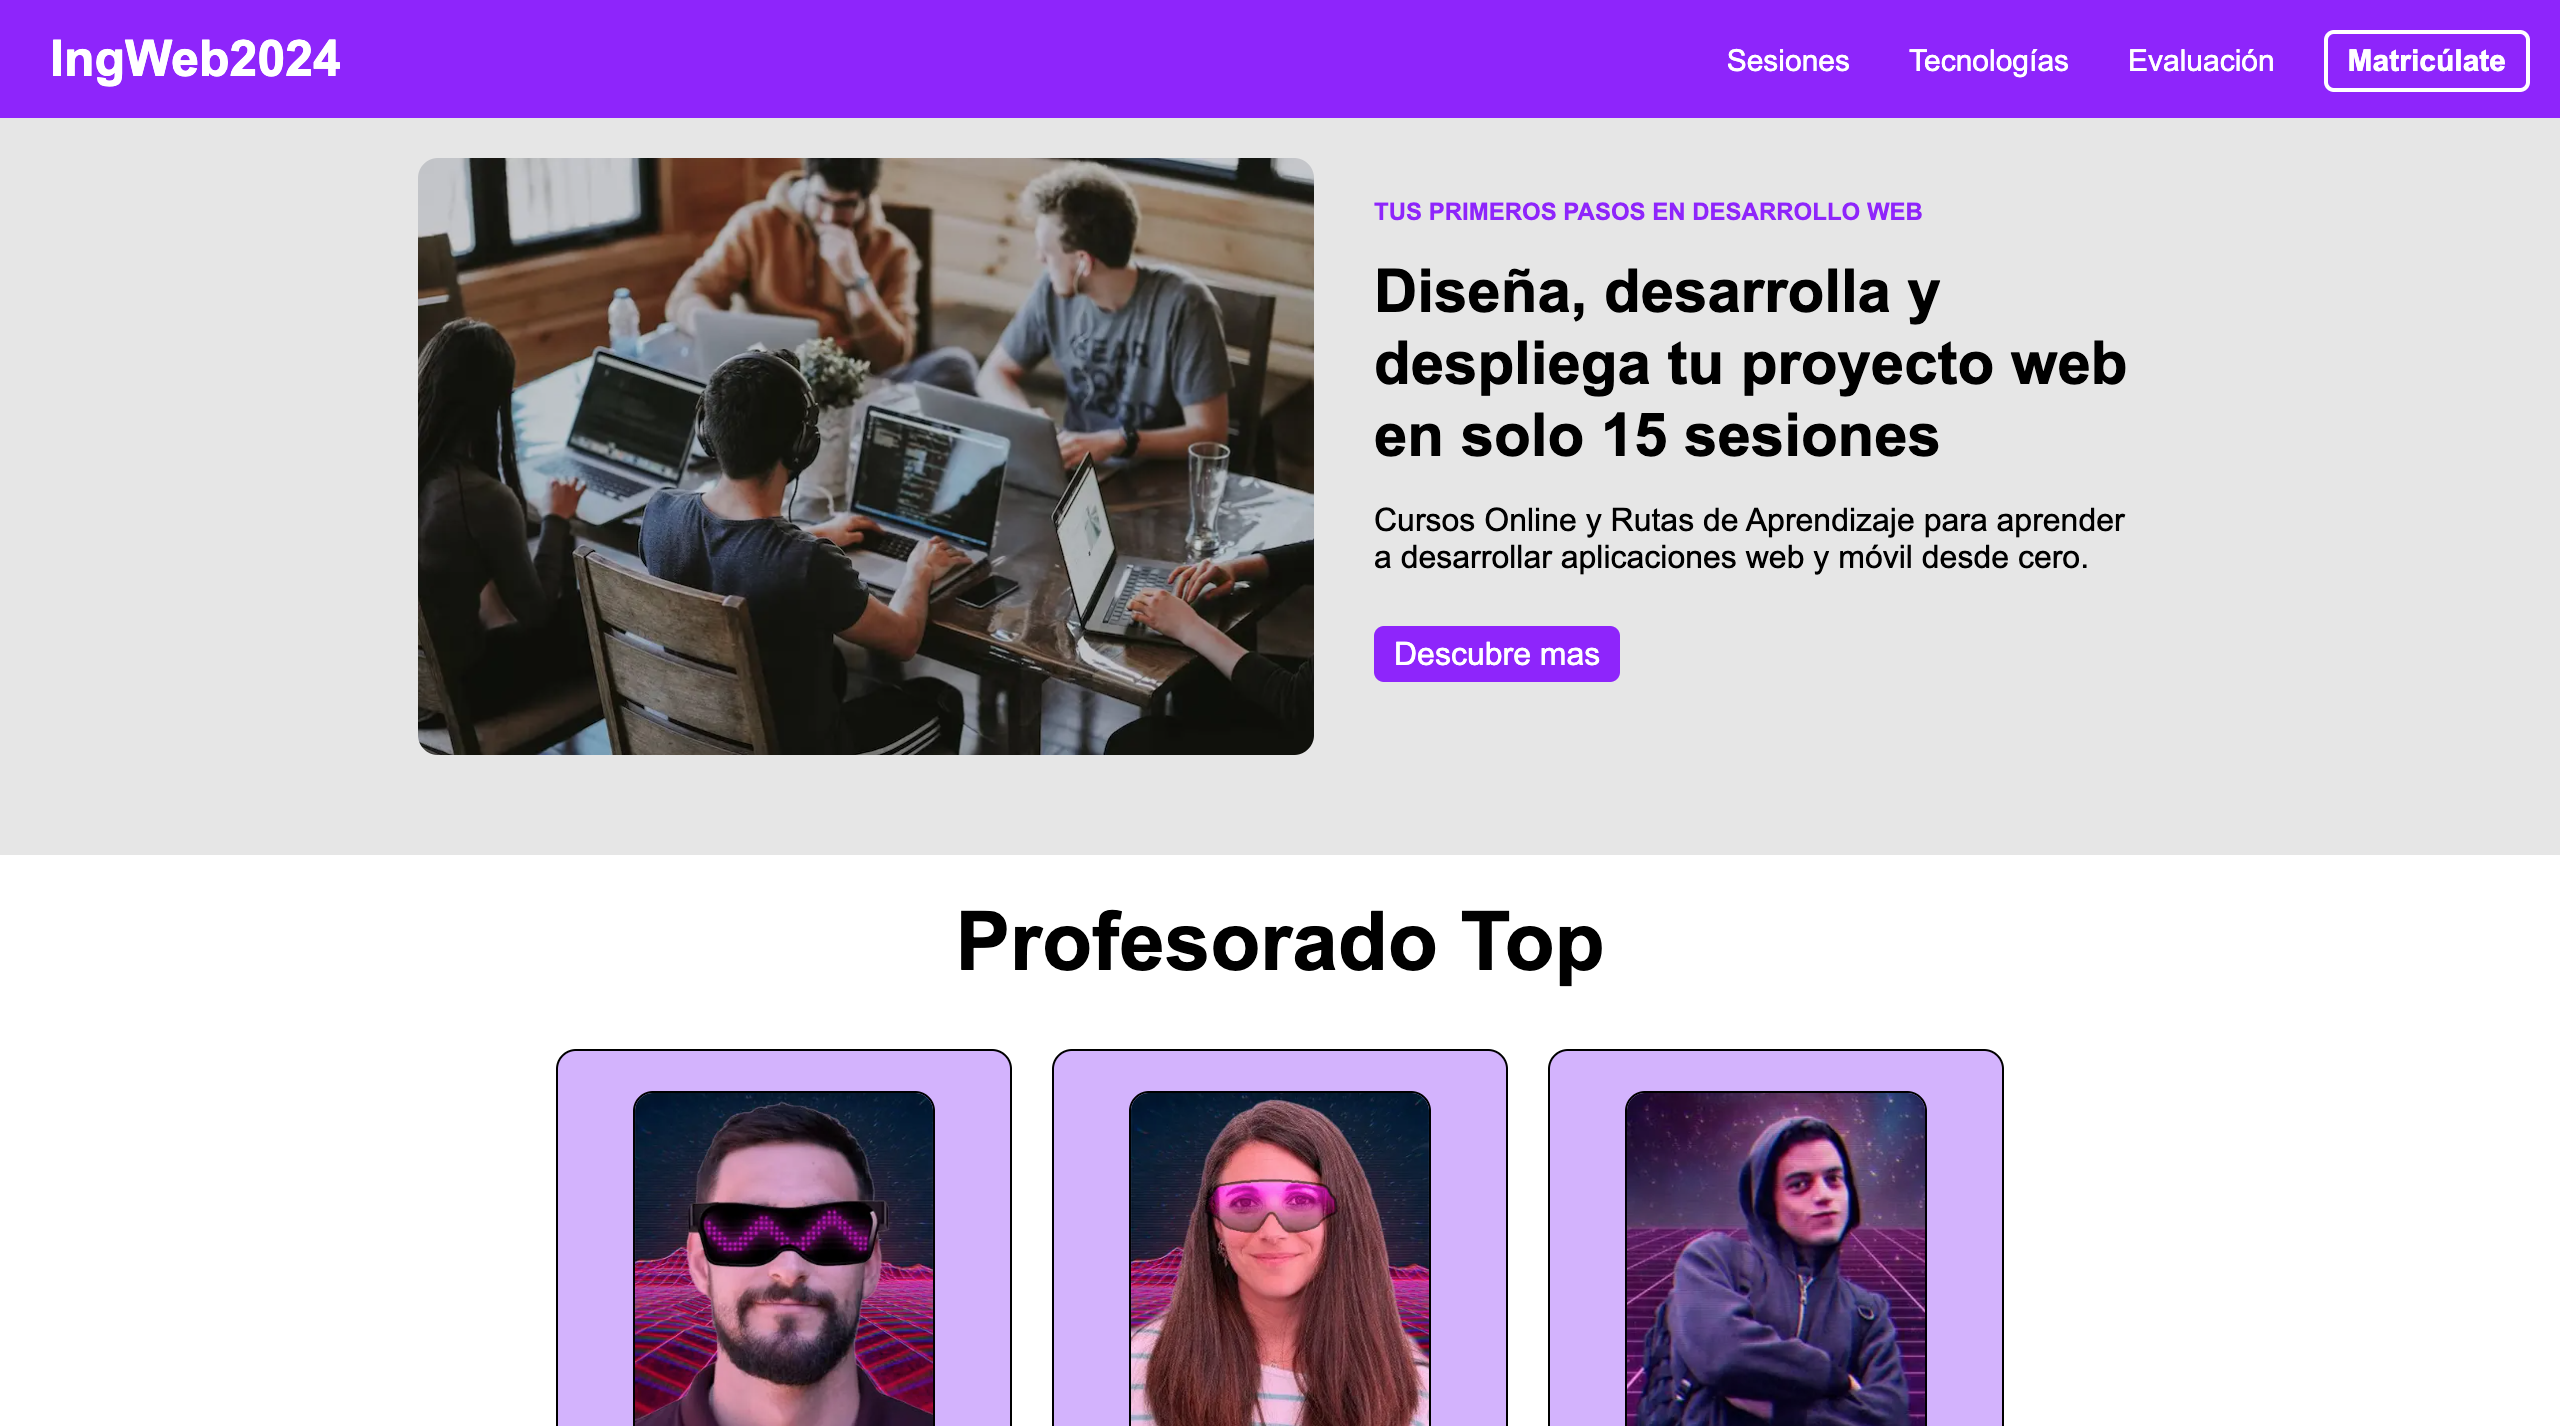 IngWeb2024
Sesiones
Tecnologías
Evaluación
Matricúlate
TUS PRIMEROS PASOS EN DESARROLLO WEB
Diseña, desarrolla y
despliega tu proyecto web
en solo 15 sesiones
Cursos Online y Rutas de Aprendizaje para aprender
a desarrollar aplicaciones web y móvil desde cero.
Descubre mas
Profesorado Top